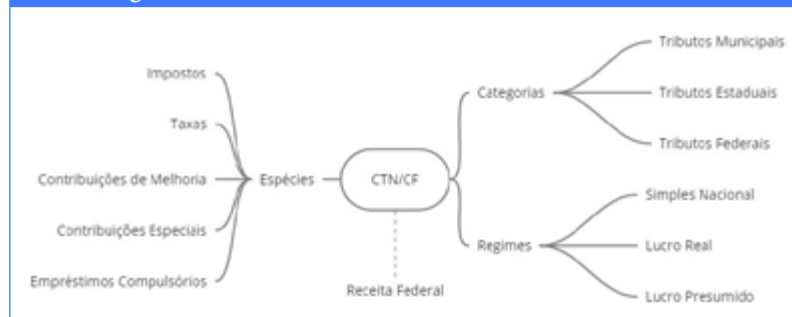 Impostos
Taxas
Contribuições de Melhoria
Contribuições Especiais
Empréstimos Compulsórios
Espécies
CTN/CF
Receita Federal
Categorias
Tributos Municipais
Tributos Estaduais
Tributos Federais
Regimes
Simples Nacional
Lucro Real
Lucro Presumido